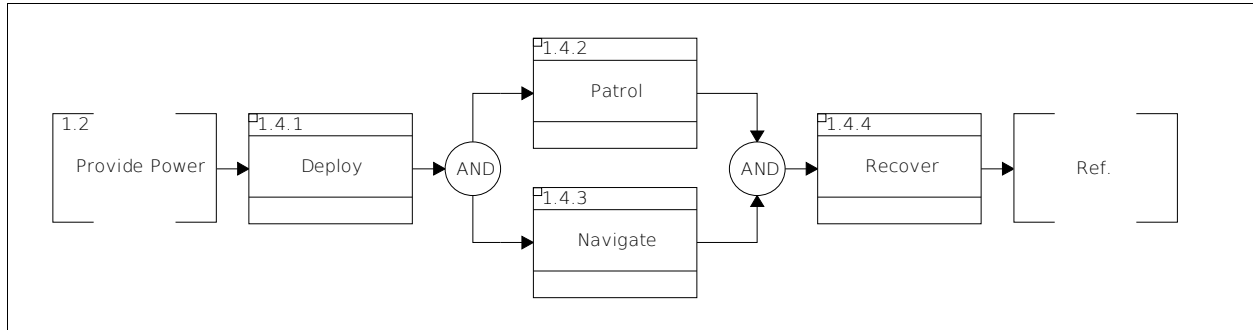 1.2
Provide Power
1.4.1
Deploy
AND
1.4.2
Patrol
1.4.3
Navigate
AND
1.4.4
Recover
Ref.